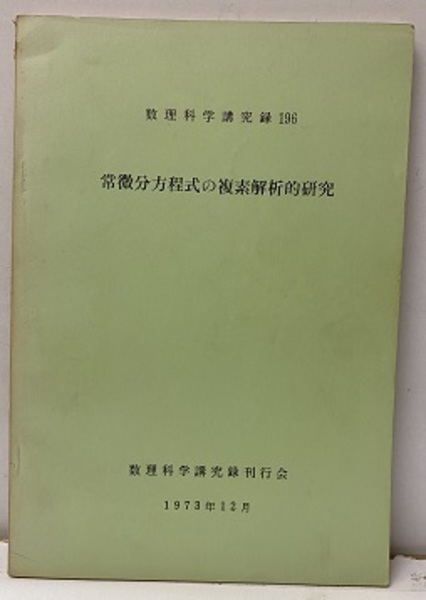 数理科学講究録 196
常微分方程式の複素解析的研究
数理科学講究録刊行会
1973年12月